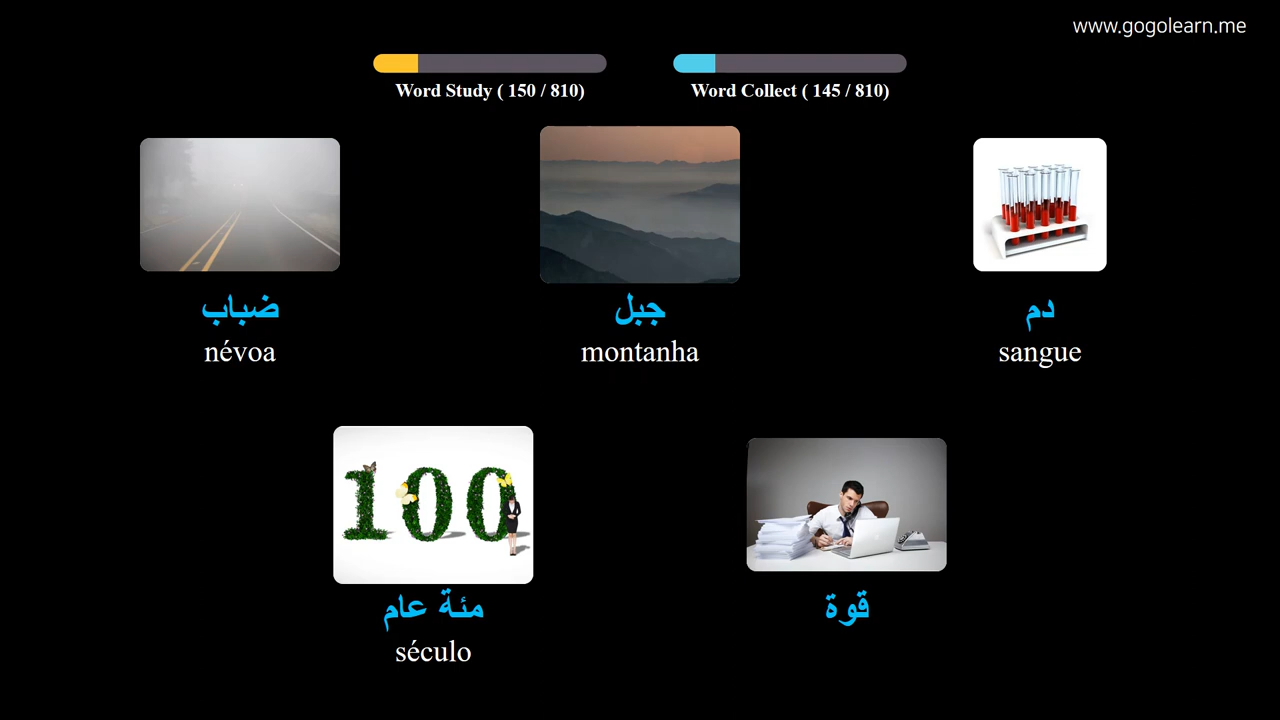 www.gogolearn.me
Word Study ( 150 / 810)
Word Collect ( 145 / 810)
ضباب
névoa
جبل
montanha
دم
sangue
100
مئة عام
século
قوة